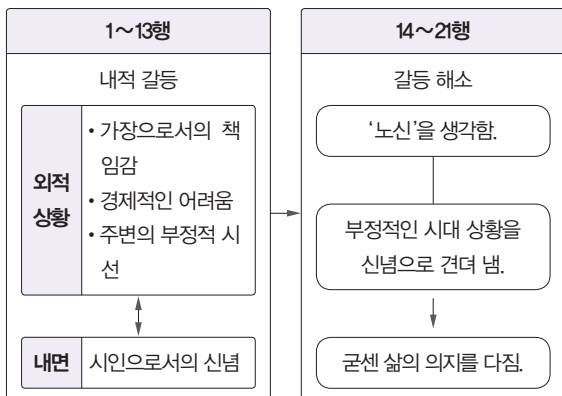 1～13행
내적 갈등
외적
상황
• 가장으로서의 책
임감
• 경제적인 어려움
• 주변의 부정적 시
선
내면
시인으로서의 신념
14～21행
갈등 해소
‘노신’을 생각함.
부정적인 시대 상황을
신념으로 견뎌 냄.
굳센 삶의 의지를 다짐.